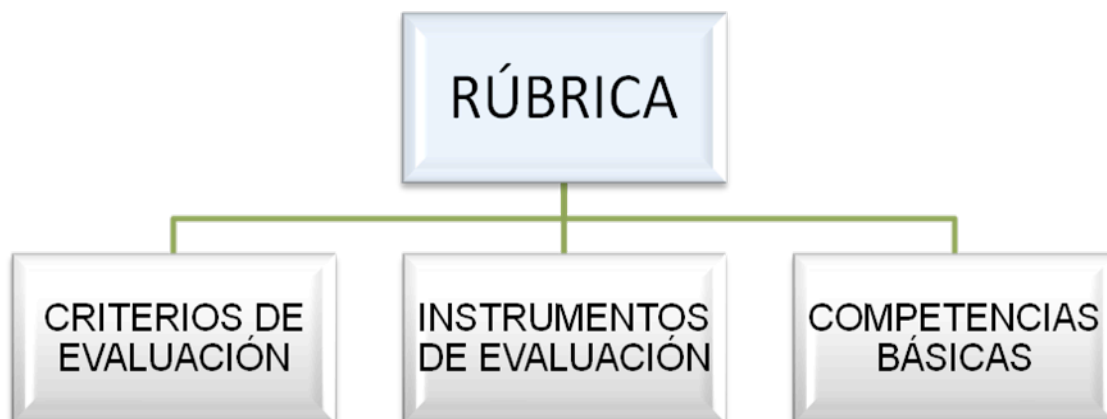 RÚBRICA
CRITERIOS DE
EVALUACIÓN
INSTRUMENTOS
DE EVALUACIÓN
COMPETENCIAS
BÁSICAS